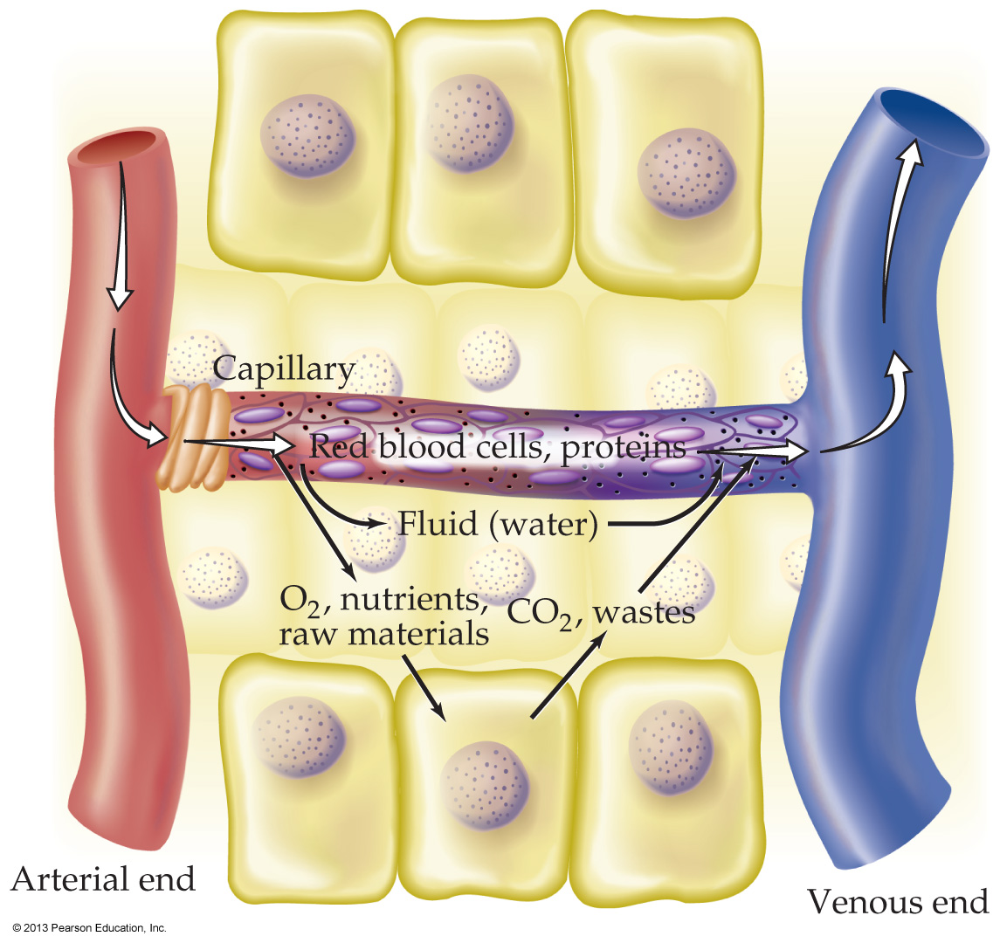 Capillary
Red blood cells, proteins
Fluid (water)
O₂, nutrients,
raw materials
CO₂, wastes
Arterial end
Venous end
© 2013 Pearson Education, Inc.